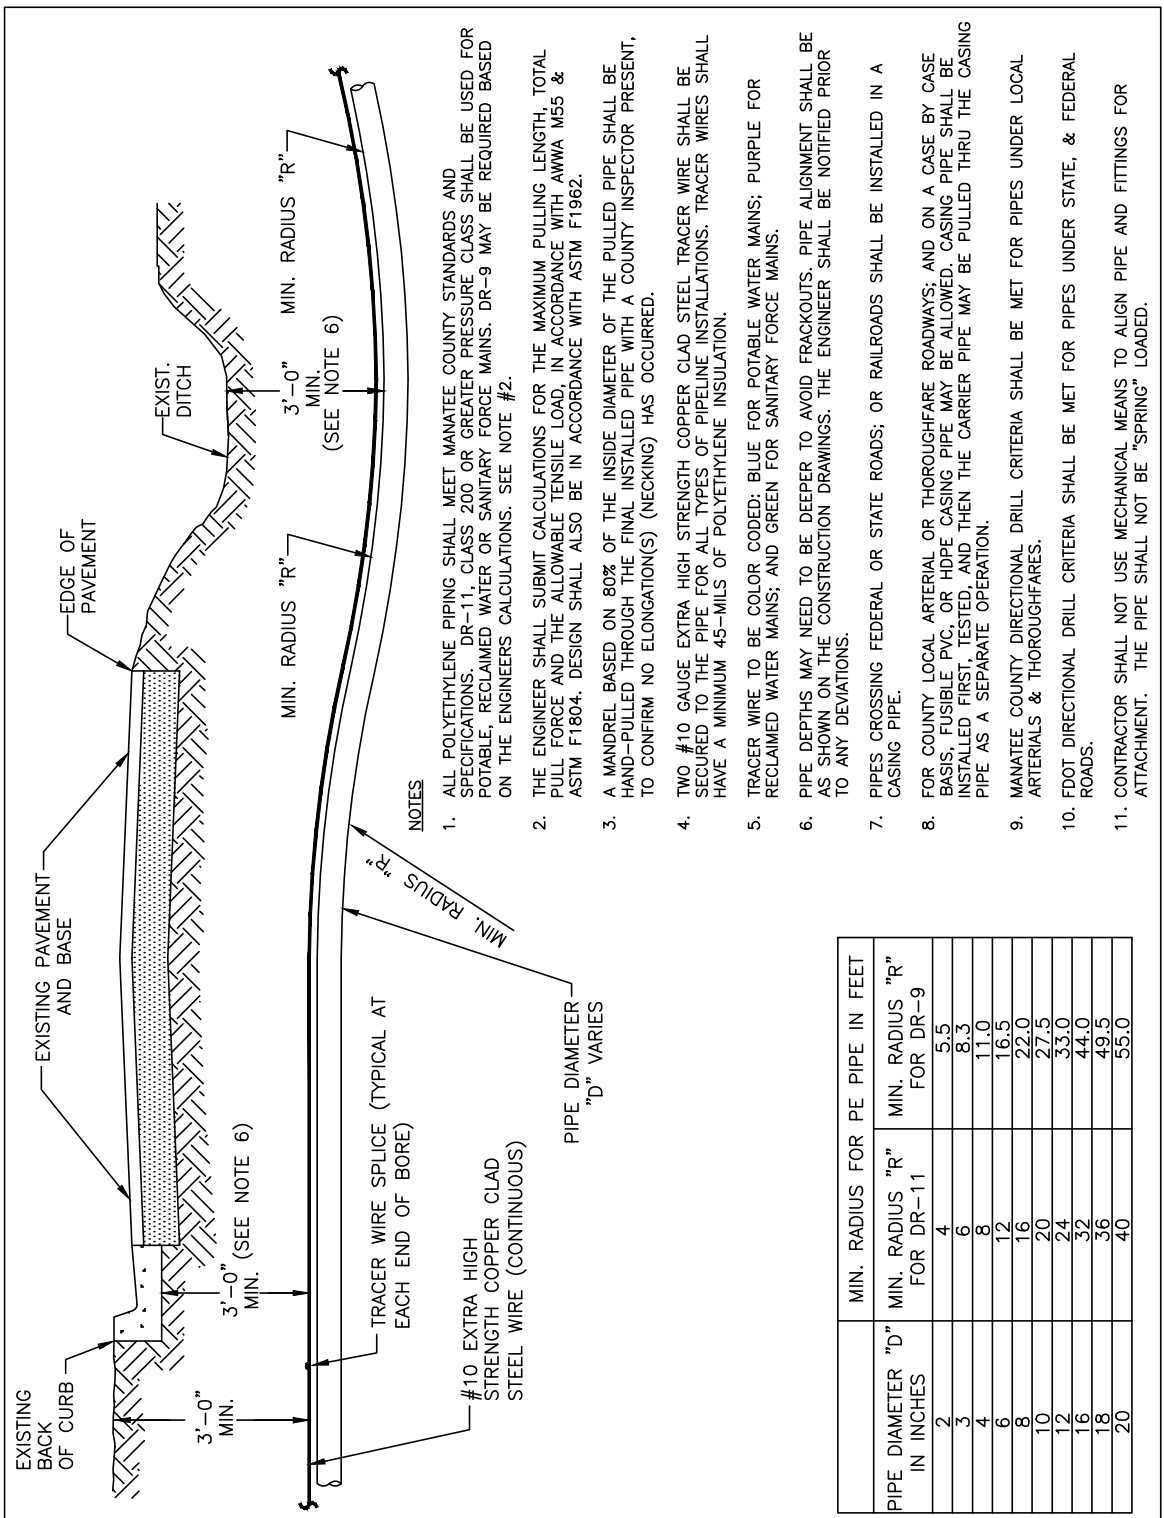 EXISTING
BACK
OF CURB
EXISTING PAVEMENT
AND BASE
EDGE OF
PAVEMENT
EXIST.
DITCH
3'-0"
MIN.
3'-0" (SEE NOTE 6)
MIN.
3'-0"
MIN.
(SEE NOTE 6)
MIN. RADIUS "R"
MIN. RADIUS "R"
MIN. RADIUS "R"
TRACER WIRE SPLICE (TYPICAL AT
EACH END OF BORE)
#10 EXTRA HIGH
STRENGTH COPPER CLAD
STEEL WIRE (CONTINUOUS)
PIPE DIAMETER
"D" VARIES
NOTES
1. ALL POLYETHYLENE PIPING SHALL MEET MANATEE COUNTY STANDARDS AND
SPECIFICATIONS. DR-11, CLASS 200 OR GREATER PRESSURE CLASS SHALL BE USED FOR
POTABLE, RECLAIMED WATER OR SANITARY FORCE MAINS. DR-9 MAY BE REQUIRED BASED
ON THE ENGINEERS CALCULATIONS. SEE NOTE #2.
2. THE ENGINEER SHALL SUBMIT CALCULATIONS FOR THE MAXIMUM PULLING LENGTH, TOTAL
PULL FORCE AND THE ALLOWABLE TENSILE LOAD, IN ACCORDANCE WITH AWWA M55 &
ASTM F1804. DESIGN SHALL ALSO BE IN ACCORDANCE WITH ASTM F1962.
3. A MANDREL BASED ON 80% OF THE INSIDE DIAMETER OF THE PULLED PIPE SHALL BE
HAND-PULLED THROUGH THE FINAL INSTALLED PIPE WITH A COUNTY INSPECTOR PRESENT,
TO CONFIRM NO ELONGATION(S) (NECKING) HAS OCCURRED.
4. TWO #10 GAUGE EXTRA HIGH STRENGTH COPPER CLAD STEEL TRACER WIRE SHALL BE
SECURED TO THE PIPE FOR ALL TYPES OF PIPELINE INSTALLATIONS. TRACER WIRES SHALL
HAVE A MINIMUM 45-MILS OF POLYETHYLENE INSULATION.
5. TRACER WIRE TO BE COLOR CODED: BLUE FOR POTABLE WATER MAINS; PURPLE FOR
RECLAIMED WATER MAINS; AND GREEN FOR SANITARY FORCE MAINS.
6. PIPE DEPTHS MAY NEED TO BE DEEPER TO AVOID FRACKOUTS. PIPE ALIGNMENT SHALL BE
AS SHOWN ON THE CONSTRUCTION DRAWINGS. THE ENGINEER SHALL BE NOTIFIED PRIOR
TO ANY DEVIATIONS.
7. PIPES CROSSING FEDERAL OR STATE ROADS; OR RAILROADS SHALL BE INSTALLED IN A
CASING PIPE.
8. FOR COUNTY LOCAL ARTERIAL OR THOROUGHFARE ROADWAYS; AND ON A CASE BY CASE
BASIS, FUSIBLE PVC, OR HDPE CASING PIPE MAY BE ALLOWED. CASING PIPE SHALL BE
INSTALLED FIRST, TESTED, AND THEN THE CARRIER PIPE MAY BE PULLED THRU THE CASING
PIPE AS A SEPARATE OPERATION.
9. MANATEE COUNTY DIRECTIONAL DRILL CRITERIA SHALL BE MET FOR PIPES UNDER LOCAL
ARTERIALS & THOROUGHFARES.
10. FDOT DIRECTIONAL DRILL CRITERIA SHALL BE MET FOR PIPES UNDER STATE, & FEDERAL
ROADS.
11. CONTRACTOR SHALL NOT USE MECHANICAL MEANS TO ALIGN PIPE AND FITTINGS FOR
ATTACHMENT. THE PIPE SHALL NOT BE "SPRING" LOADED.
MIN. RADIUS FOR PE PIPE IN FEET
PIPE DIAMETER "D" MIN. RADIUS "R" MIN. RADIUS "R"
IN INCHES FOR DR-11 FOR DR-9
2 4 5.5
3 6 8.3
4 8 11.0
6 12 16.5
8 16 22.0
10 20 27.5
12 24 33.0
16 32 44.0
18 36 49.5
20 40 55.0